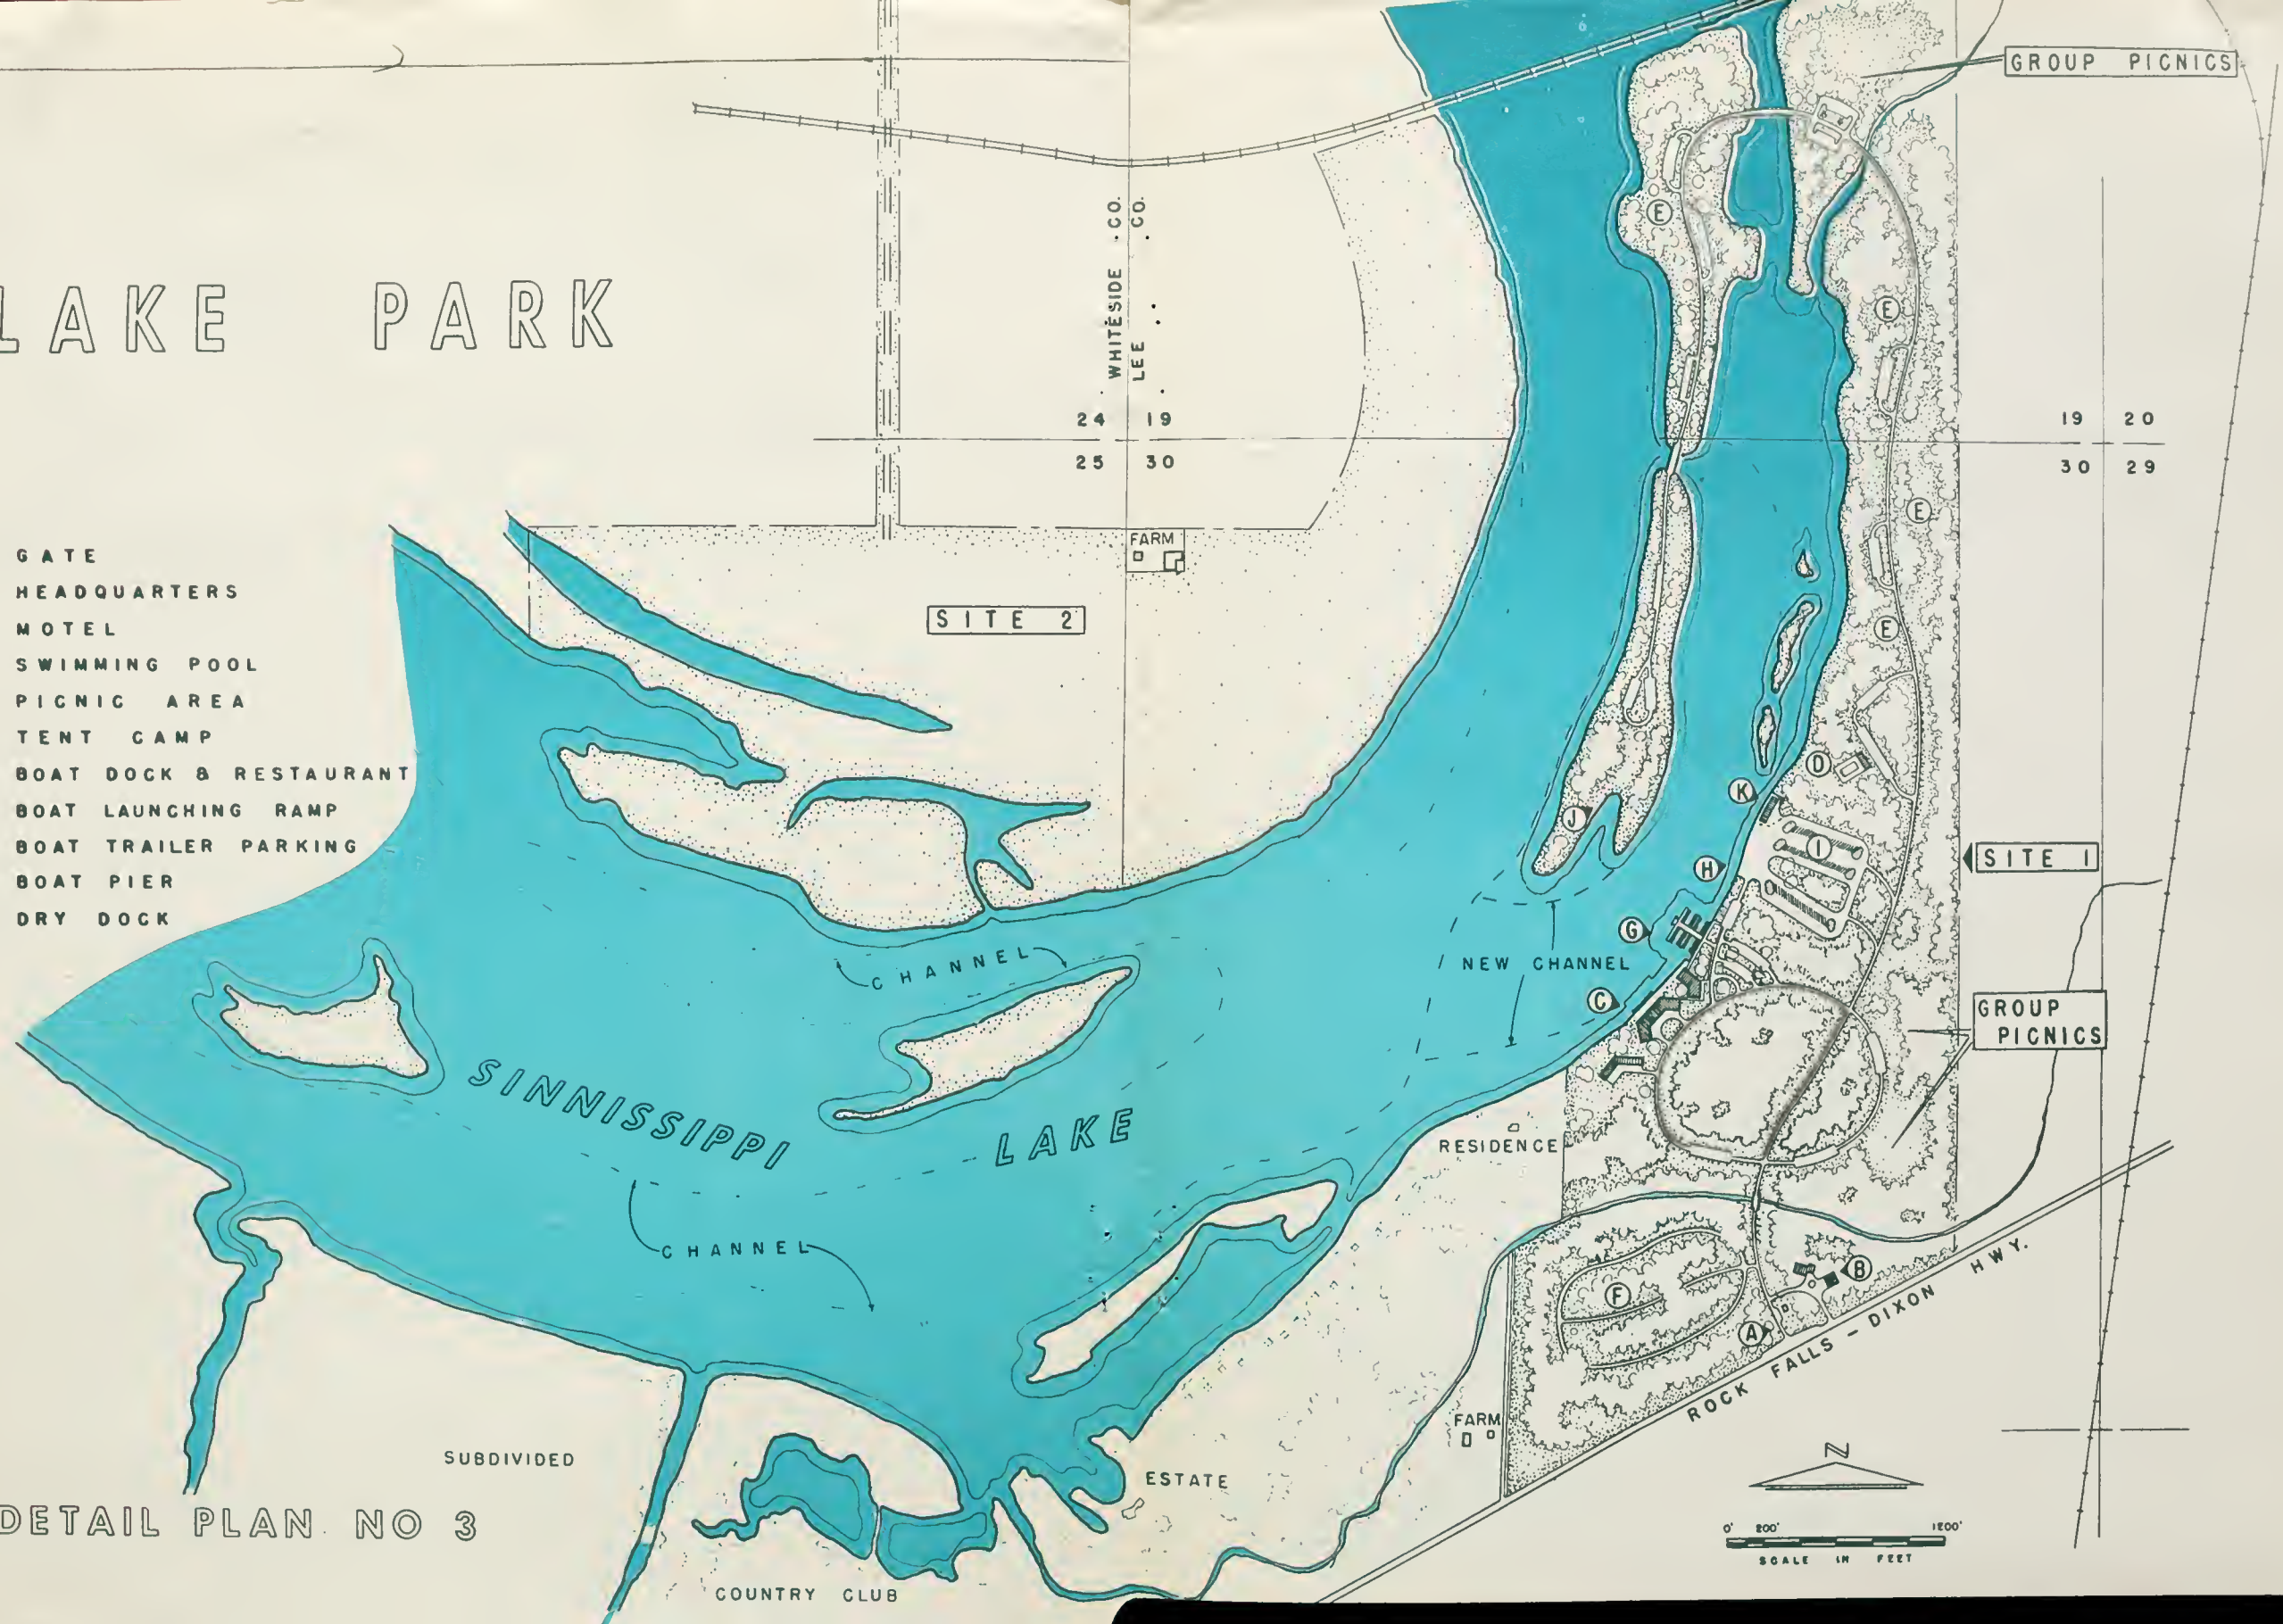 GROUP PICNICS
LAKE PARK
WHITESIDE CO.
LEE CO.
24 19
25 30
19 20
30 29
FARM
SITE 2
GATE
HEADQUARTERS
MOTEL
SWIMMING POOL
PICNIC AREA
TENT CAMP
BOAT DOCK & RESTAURANT
BOAT LAUNCHING RAMP
BOAT TRAILER PARKING
BOAT PIER
DRY DOCK
E
E
E
E
D
K
J
I
H
G
C
SITE 1
NEW CHANNEL
CHANNEL
GROUP
PICNICS
SINNISSIPPI
LAKE
RESIDENCE
CHANNEL
F
B
A
ROCK FALLS - DIXON HWY.
FARM
SUBDIVIDED
ESTATE
COUNTRY CLUB
DETAIL PLAN NO 3
N
0' 200' 1200'
SCALE IN FEET